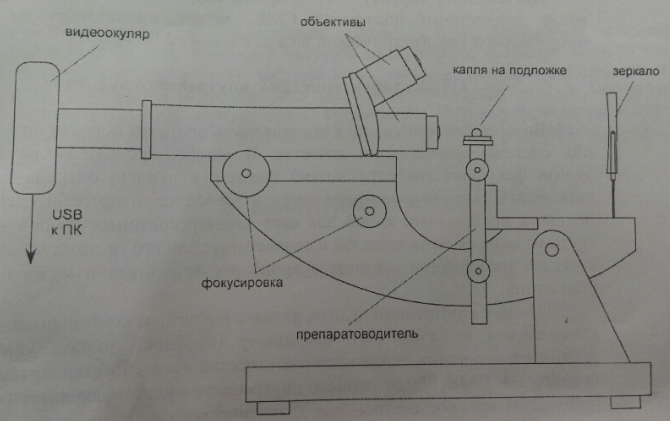 объективы
видеоокуляр
капля на подложке
зеркало
USB
к ПК
фокусировка
препаратоводитель